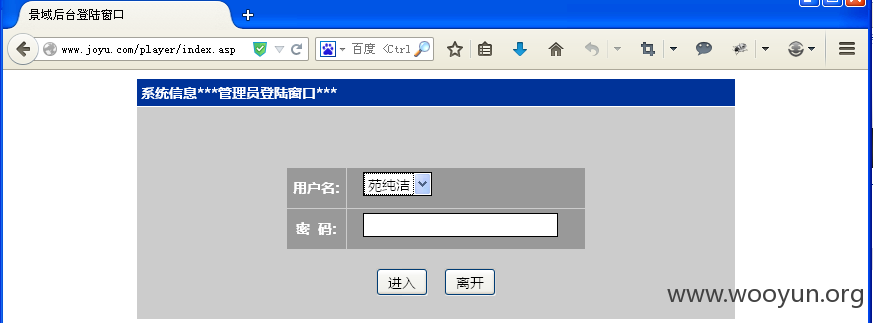 景域后台登陆窗口
www.joyu.com/player/index.asp
百度 <Ctrl
系统信息***管理员登陆窗口***
用户名: 苑纯洁
密 码:
进入 离开
www.wooyun.org